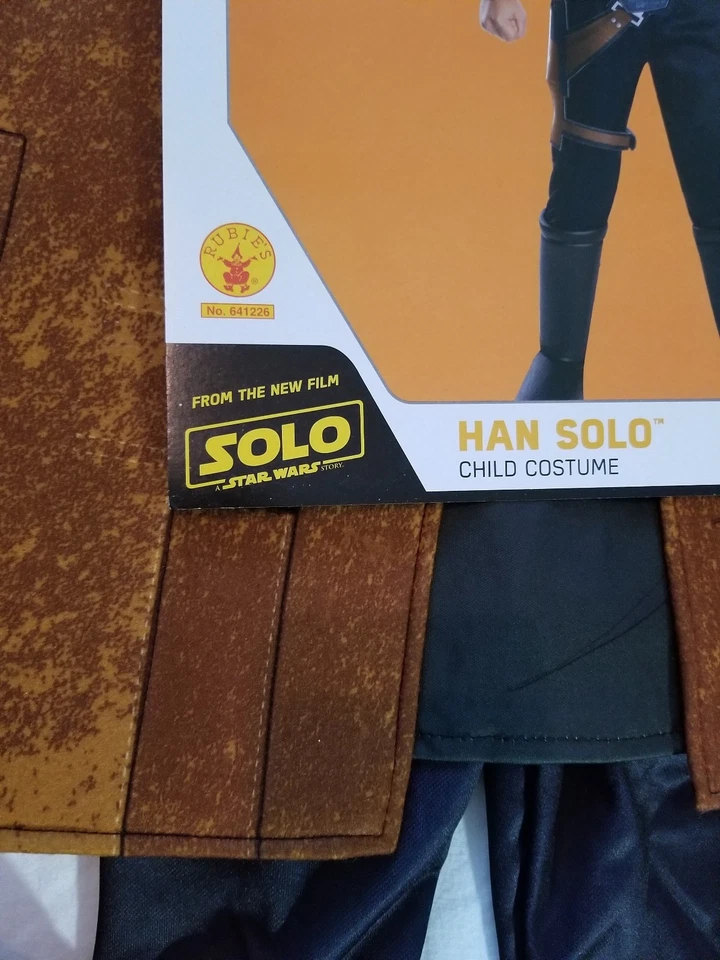 RUBIE'S
®
No. 641226
FROM THE NEW FILM
SOLO
A STAR WARS STORY.
HAN SOLO™
CHILD COSTUME